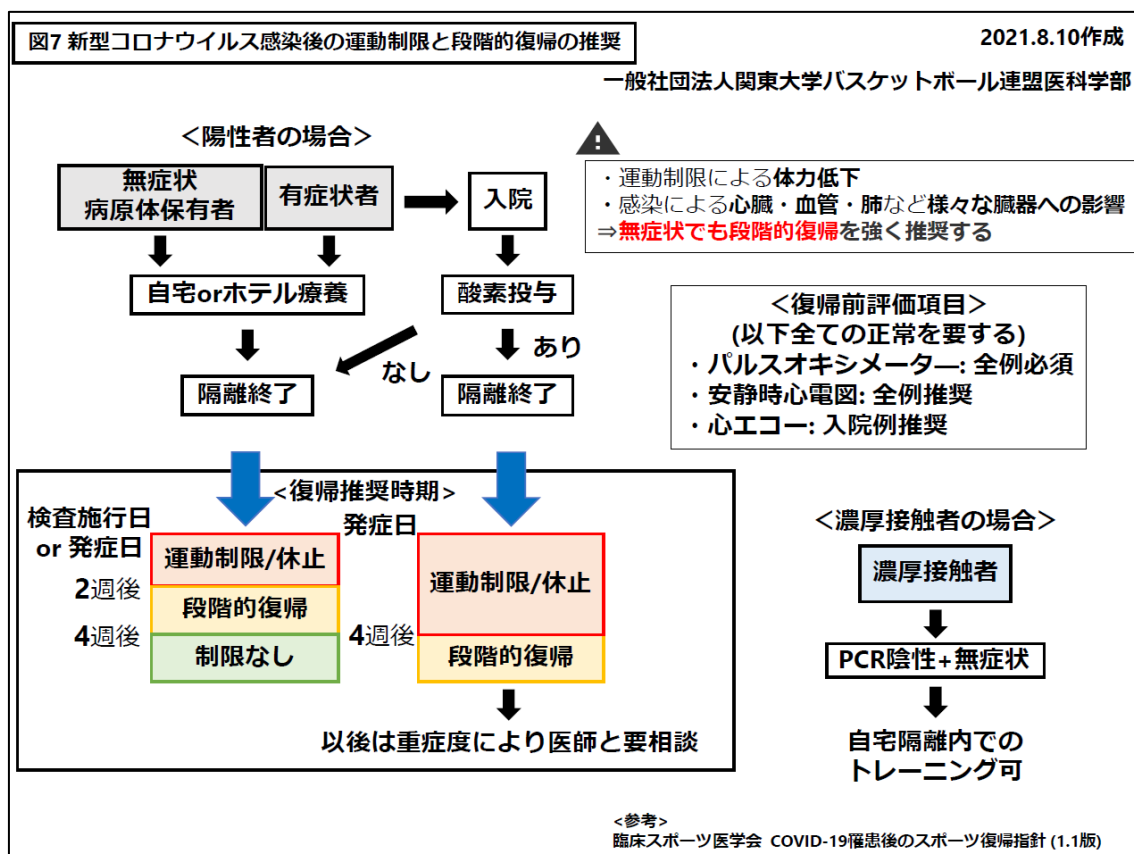 図7 新型コロナウイルス感染後の運動制限と段階的復帰の推奨
2021.8.10作成
一般社団法人関東大学バスケットボール連盟医科学部
＜陽性者の場合＞
無症状
病原体保有者
有症状者
入院
・運動制限による体力低下
・感染による心臓・血管・肺など様々な臓器への影響
⇒無症状でも段階的復帰を強く推奨する
自宅orホテル療養
酸素投与
あり
なし
隔離終了
隔離終了
＜復帰前評価項目＞
(以下全ての正常を要する)
・パルスオキシメーター: 全例必須
・安静時心電図: 全例推奨
・心エコー: 入院例推奨
<復帰推奨時期>
検査施行日
or 発症日
運動制限/休止
2週後
段階的復帰
4週後
制限なし
発症日
運動制限/休止
4週後
段階的復帰
以後は重症度により医師と要相談
＜濃厚接触者の場合＞
濃厚接触者
PCR陰性+無症状
自宅隔離内での
トレーニング可
<参考>
臨床スポーツ医学会 COVID-19罹患後のスポーツ復帰指針 (1.1版)